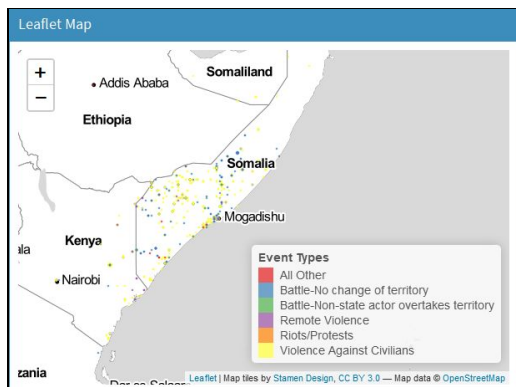 Leaflet Map
+
−
Addis Ababa
Somaliland
Ethiopia
Somalia
Mogadishu
Kenya
Nairobi
Event Types
All Other
Battle-No change of territory
Battle-Non-state actor overtakes territory
Remote Violence
Riots/Protests
Violence Against Civilians
Leaflet | Map tiles by Stamen Design, CC BY 3.0 — Map data © OpenStreetMap